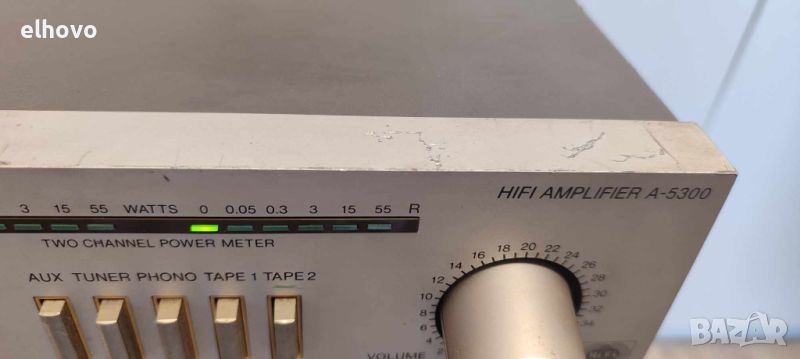 elhovo
HIFI AMPLIFIER A-5300
3 15 55 WATTS 0 0.05 0.3 3 15 55 R
TWO CHANNEL POWER METER
AUX TUNER PHONO TAPE 1 TAPE 2
VOLUME
2 4 6 8 10 12 14 16 18 20 22 24 26 28 30 32 34
BAZAR